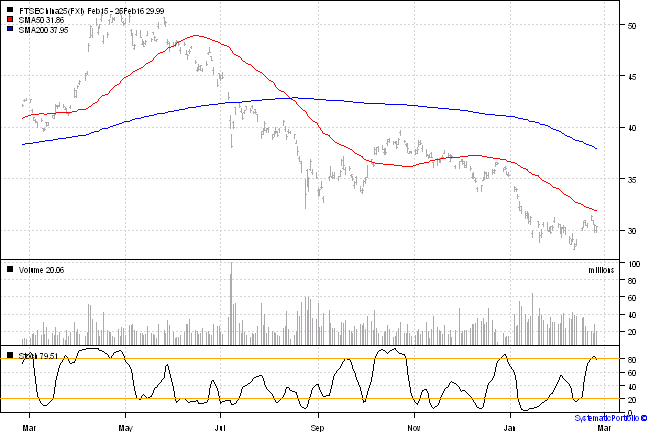 FTSEChina25(FXI) Feb15 - 25Feb16 29.99
SMA50 31.86
SMA200 37.95
50
45
40
35
30
Volume 20.06
millions
100
80
60
40
20
Stoch 79.51
80
60
40
20
0
Mar May Jul Sep Nov Jan Mar
SystematicPortfolio ©